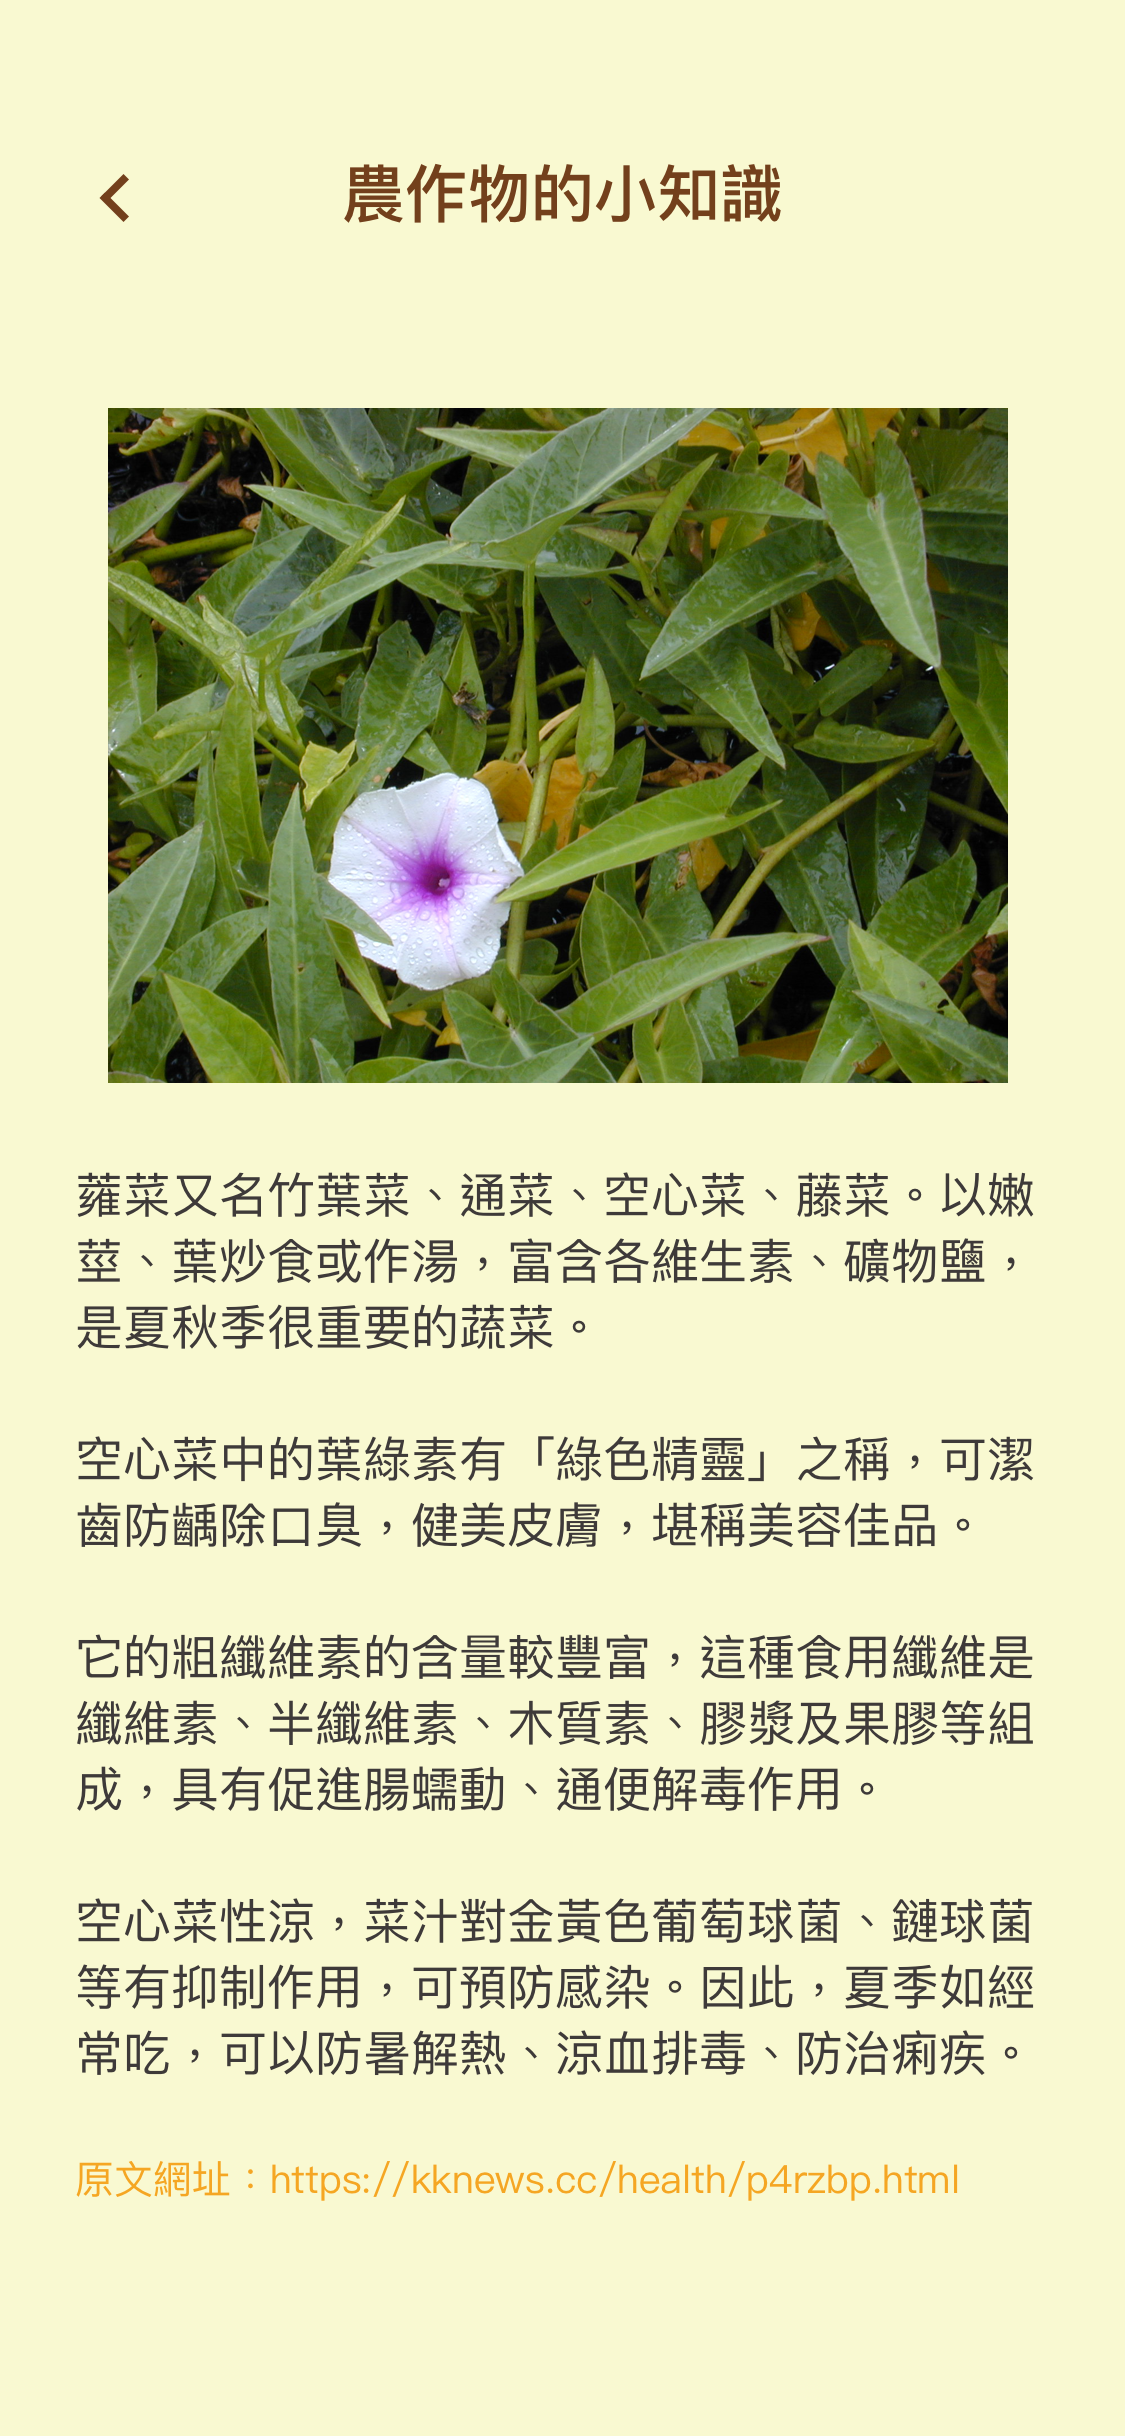 農作物的小知識
蕹菜又名竹葉菜、通菜、空心菜、藤菜。以嫩
莖、葉炒食或作湯，富含各維生素、礦物鹽，
是夏秋季很重要的蔬菜。
空心菜中的葉綠素有「綠色精靈」之稱，可潔
齒防齲除口臭，健美皮膚，堪稱美容佳品。
它的粗纖維素的含量較豐富，這種食用纖維是
纖維素、半纖維素、木質素、膠漿及果膠等組
成，具有促進腸蠕動、通便解毒作用。
空心菜性涼，菜汁對金黃色葡萄球菌、鏈球菌
等有抑制作用，可預防感染。因此，夏季如經
常吃，可以防暑解熱、涼血排毒、防治痢疾。
原文網址：https://kknews.cc/health/p4rzbp.html